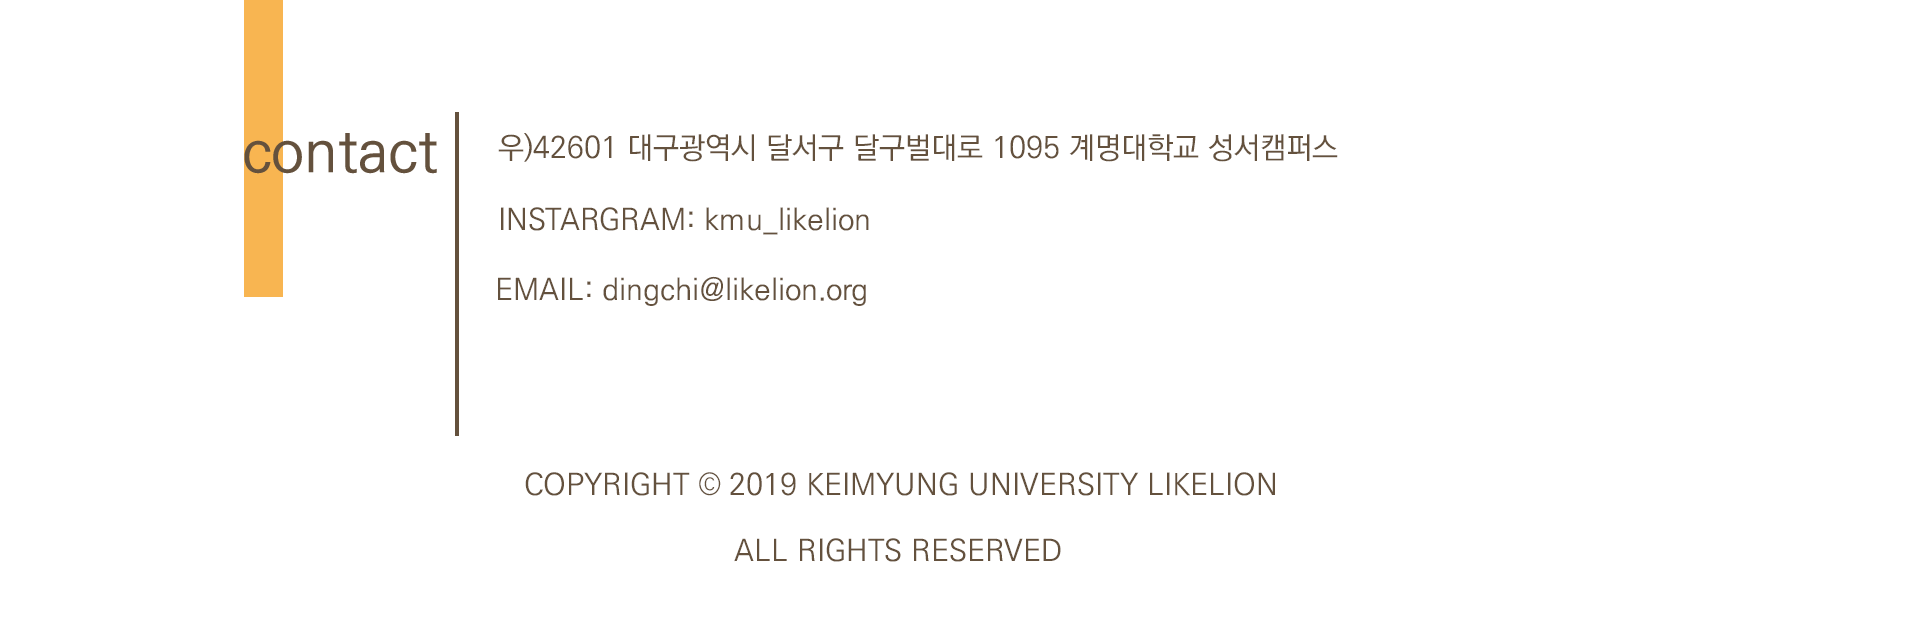 contact
우)42601 대구광역시 달서구 달구벌대로 1095 계명대학교 성서캠퍼스
INSTARGRAM: kmu_likelion
EMAIL: dingchi@likelion.org
COPYRIGHT © 2019 KEIMYUNG UNIVERSITY LIKELION
ALL RIGHTS RESERVED